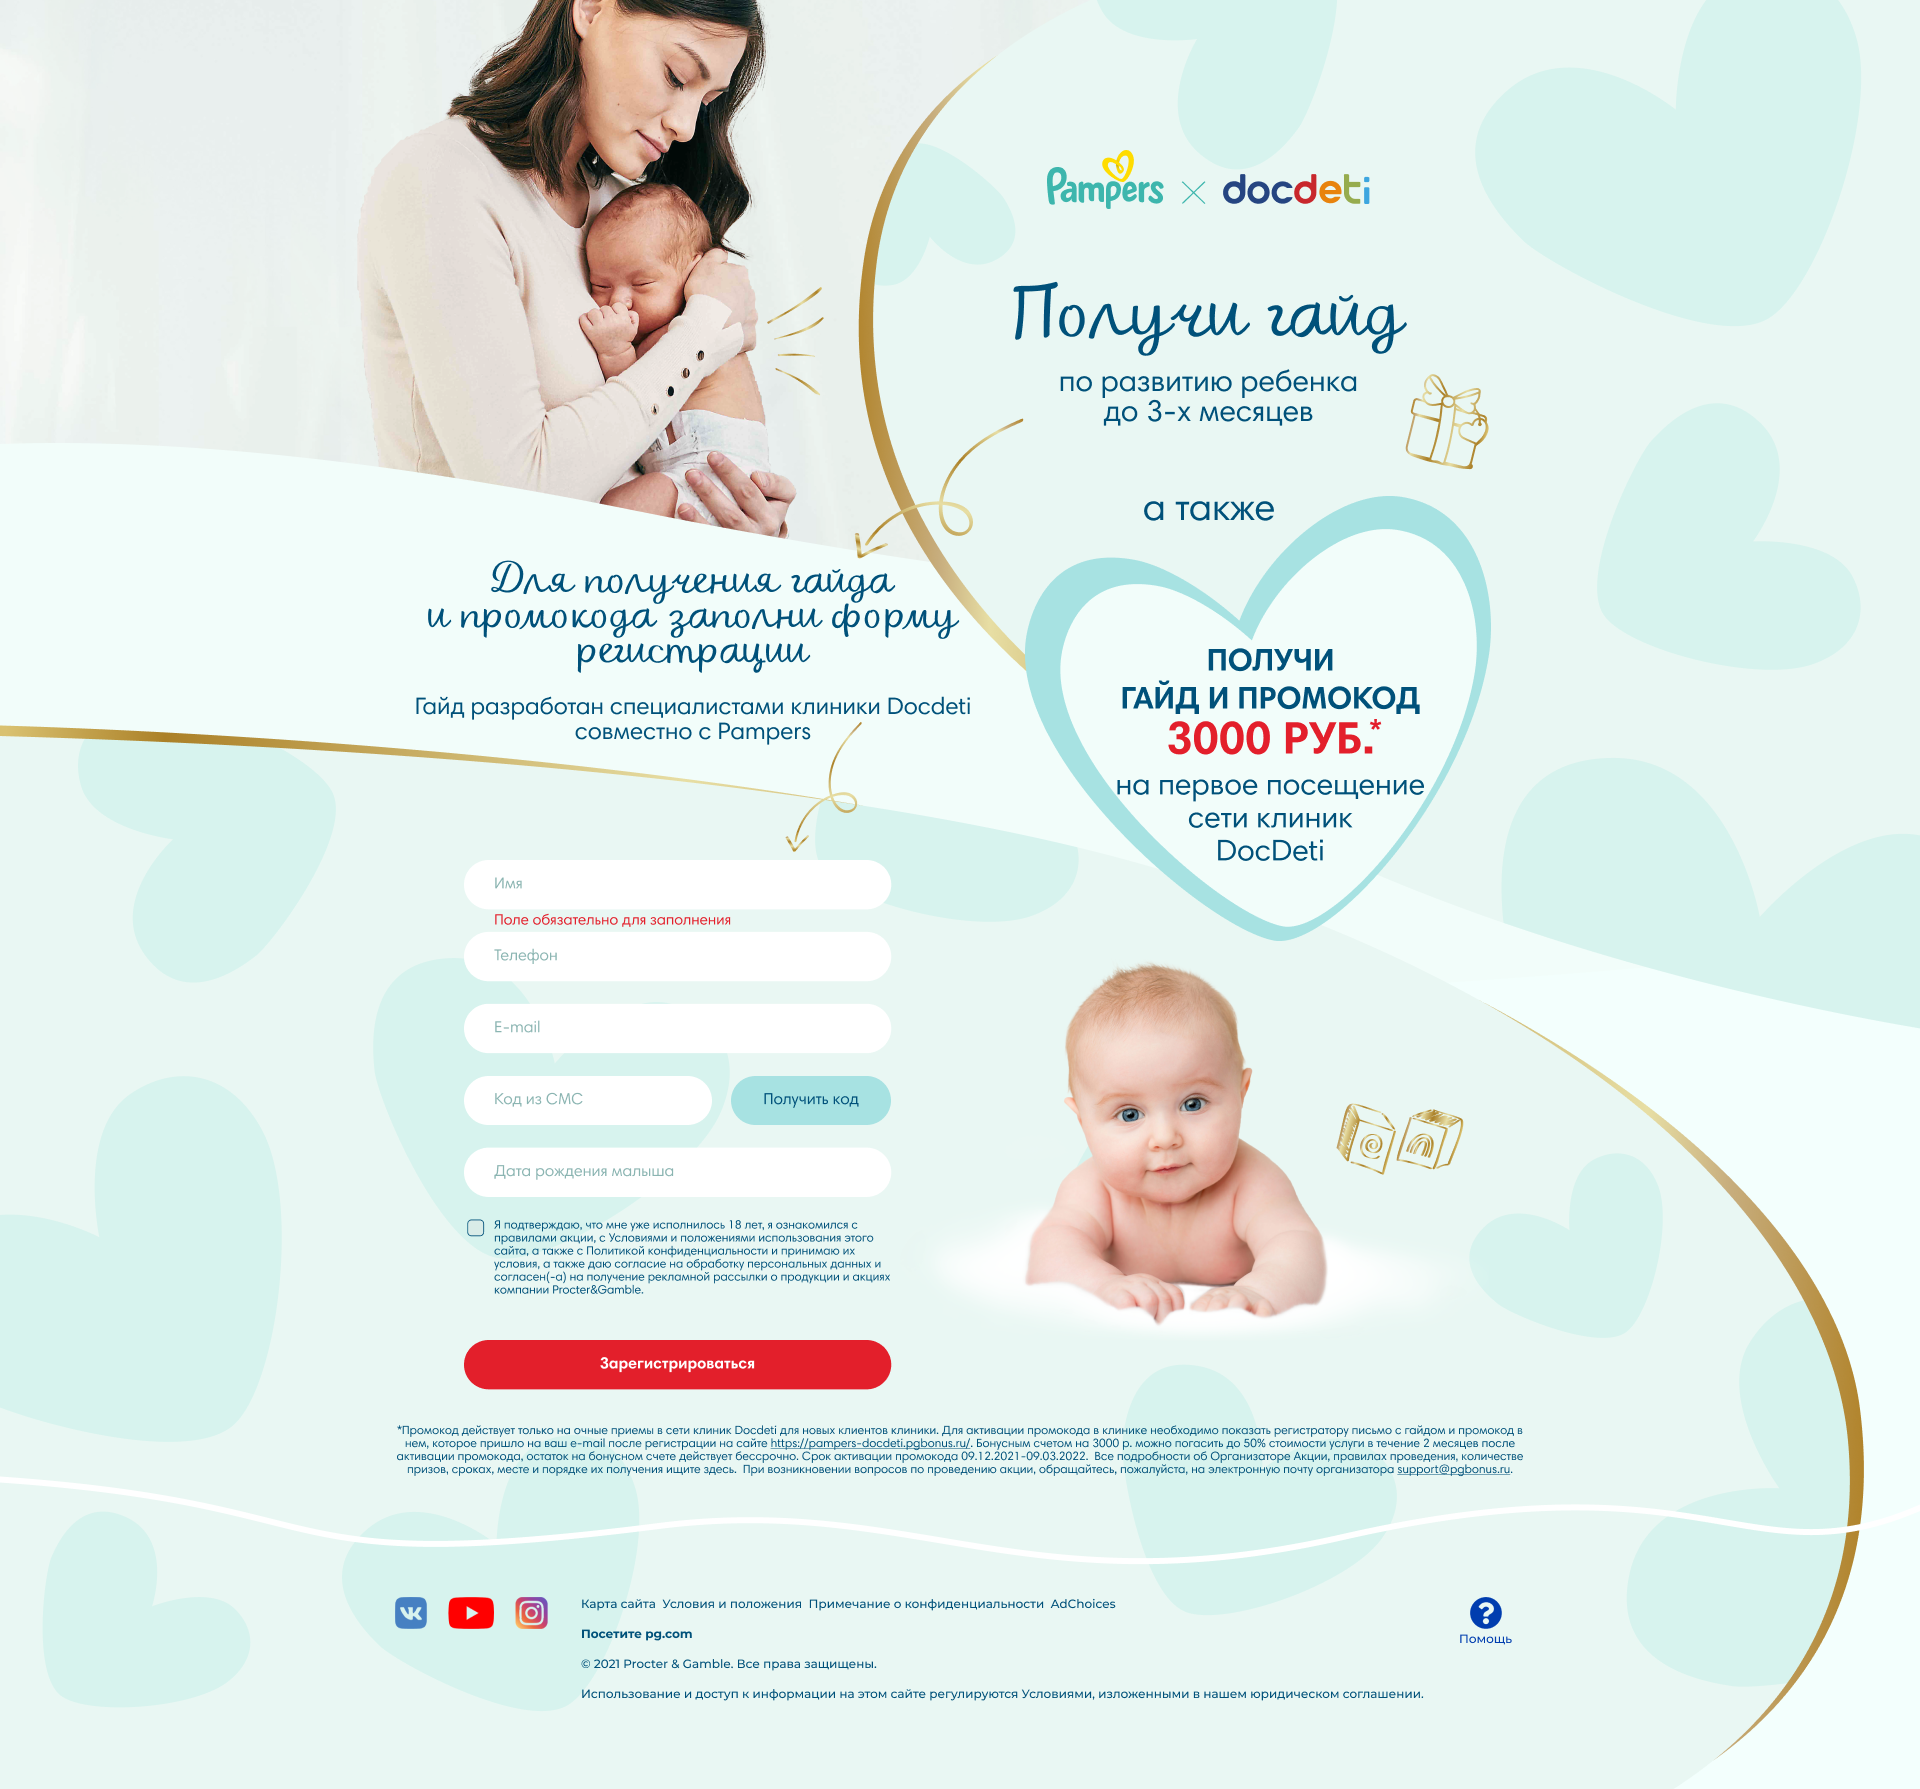 Pampers × docdeti
Получи гайд
по развитию ребенка
до 3-х месяцев
а также
Для получения гайда
и промокода заполни форму
регистрации
Гайд разработан специалистами клиники Docdeti
совместно с Pampers
ПОЛУЧИ
ГАЙД И ПРОМОКОД
3000 РУБ.*
на первое посещение
сети клиник
DocDeti
Имя
Поле обязательно для заполнения
Телефон
E-mail
Код из СМС
Получить код
Дата рождения малыша
Я подтверждаю, что мне уже исполнилось 18 лет, я ознакомился с
правилами акции, с Условиями и положениями использования этого
сайта, а также с Политикой конфиденциальности и принимаю их
условия, а также даю согласие на обработку персональных данных и
согласен(-а) на получение рекламной рассылки о продукции и акциях
компании Procter&Gamble.
Зарегистрироваться
*Промокод действует только на очные приемы в сети клиник Docdeti для новых клиентов клиники. Для активации промокода в клинике необходимо показать регистратору письмо с гайдом и промокод в
нем, которое пришло на ваш e-mail после регистрации на сайте https://pampers-docdeti.pgbonus.ru/. Бонусным счетом на 3000 р. можно погасить до 50% стоимости услуги в течение 2 месяцев после
активации промокода, остаток на бонусном счете действует бессрочно. Срок активации промокода 09.12.2021-09.03.2022. Все подробности об Организаторе Акции, правилах проведения, количестве
призов, сроках, месте и порядке их получения ищите здесь. При возникновении вопросов по проведению акции, обращайтесь, пожалуйста, на электронную почту организатора support@pgbonus.ru.
Карта сайта Условия и положения Примечание о конфиденциальности AdChoices
Посетите pg.com
© 2021 Procter & Gamble. Все права защищены.
Использование и доступ к информации на этом сайте регулируются Условиями, изложенными в нашем юридическом соглашении.
Помощь